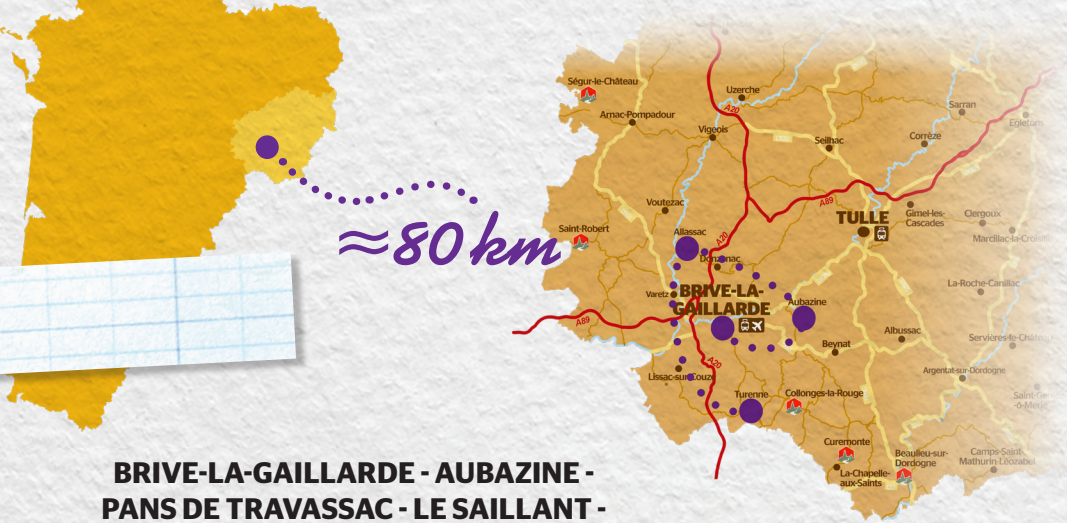 ≈80 km
Ségur-le-Château
Uzerche
A20
Arnac-Pompadour
Vigeois
Seilhac
Sarran
Corrèze
Egletons
Voutezac
A89
TULLE
Gimel-les-
Cascades
Clergoux
Saint-Robert
Allassac
A20
Donzenac
Marcillac-la-Croisille
Varetz
BRIVE-LA-
GAILLARDE
Aubazine
La-Roche-Canillac
A89
A20
Beynat
Albussac
Lissac-sur-Couze
Argentat-sur-Dordogne
Turenne
Collonges-la-Rouge
Curemonte
La-Chapelle-
aux-Saints
Beaulieu-sur-
Dordogne
Camps-Saint-
Mathurin-Léozabel
BRIVE-LA-GAILLARDE - AUBAZINE -
PANS DE TRAVASSAC - LE SAILLANT -